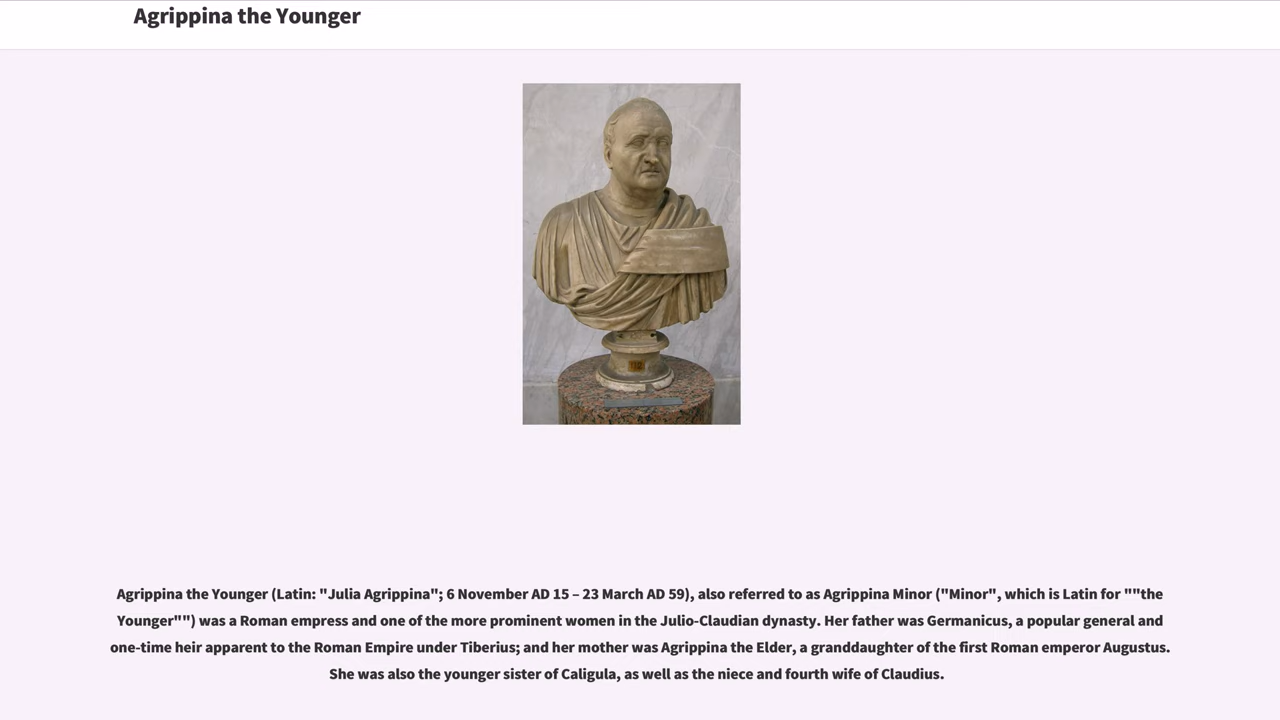 Agrippina the Younger
Agrippina the Younger (Latin: "Julia Agrippina"; 6 November AD 15 – 23 March AD 59), also referred to as Agrippina Minor ("Minor", which is Latin for ""the
Younger"") was a Roman empress and one of the more prominent women in the Julio-Claudian dynasty. Her father was Germanicus, a popular general and
one-time heir apparent to the Roman Empire under Tiberius; and her mother was Agrippina the Elder, a granddaughter of the first Roman emperor Augustus.
She was also the younger sister of Caligula, as well as the niece and fourth wife of Claudius.